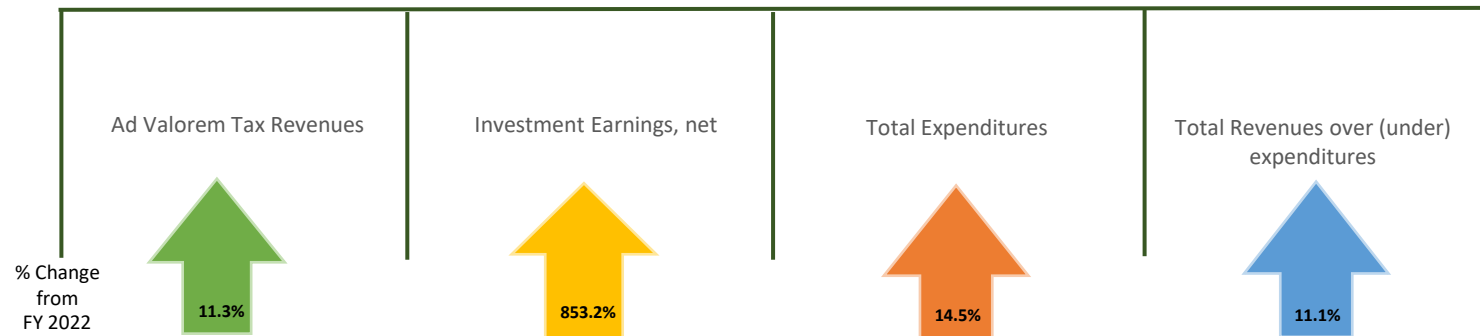 Ad Valorem Tax Revenues
Investment Earnings, net
Total Expenditures
Total Revenues over (under)
expenditures
% Change
from
FY 2022
11.3%
853.2%
14.5%
11.1%